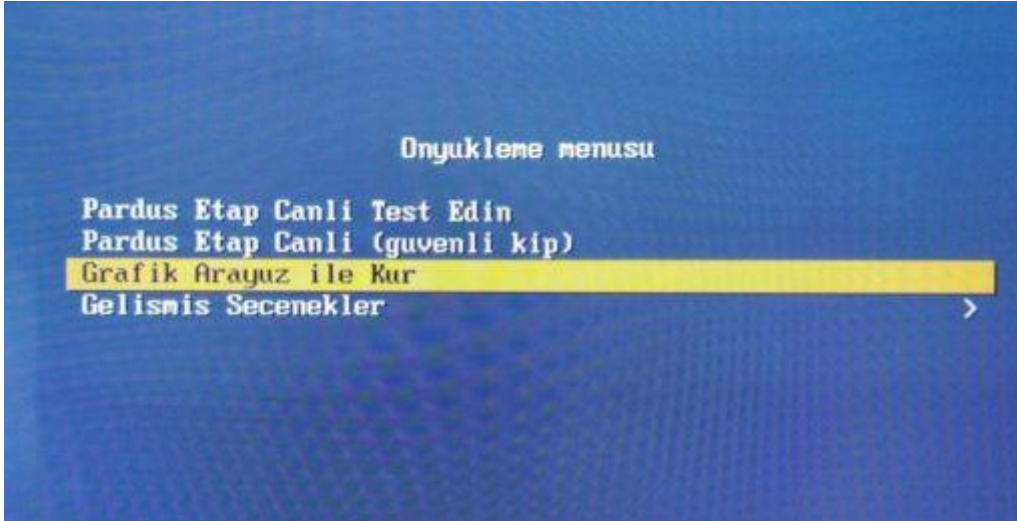 Onyukleme menusu
Pardus Etap Canli Test Edin
Pardus Etap Canli (guvenli kip)
Grafik Arayuz ile Kur
Gelismis Secenekler >